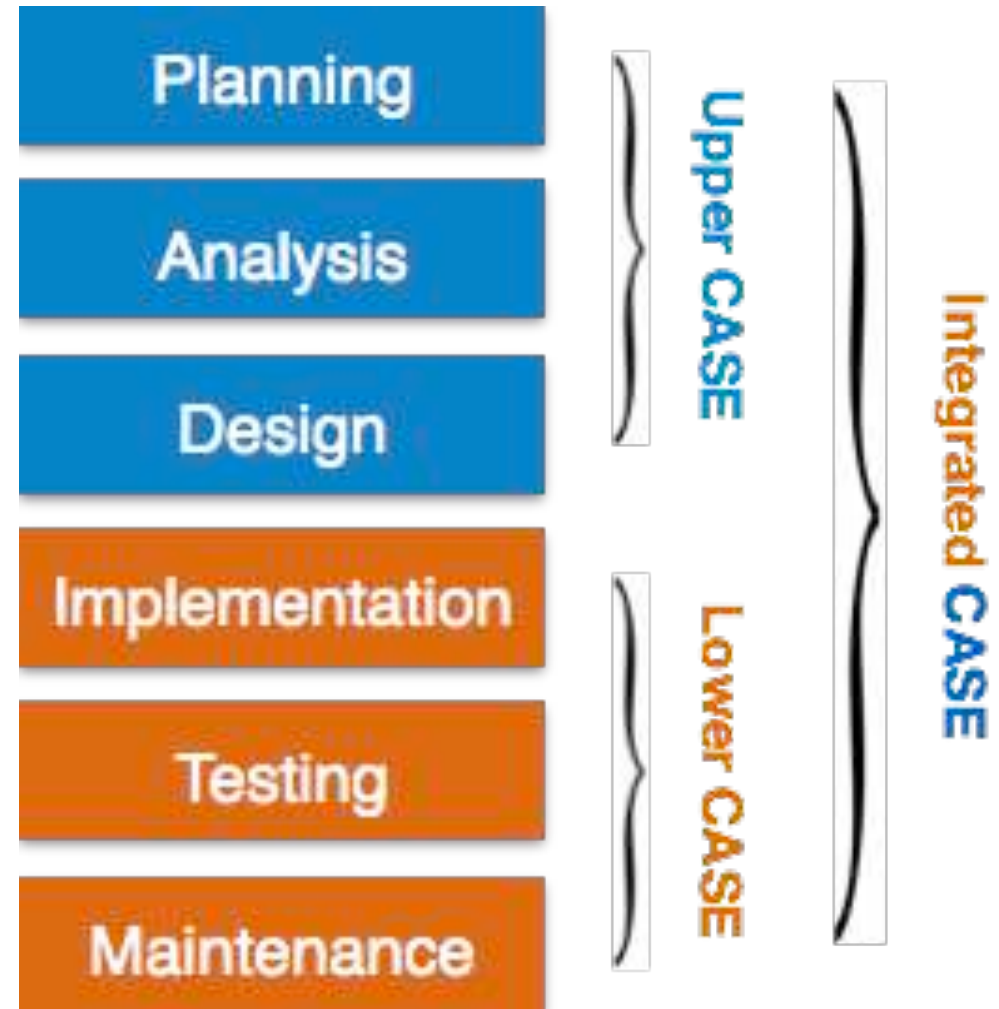 Planning
Analysis
Design
Implementation
Testing
Maintenance
Upper CASE
Lower CASE
Integrated CASE